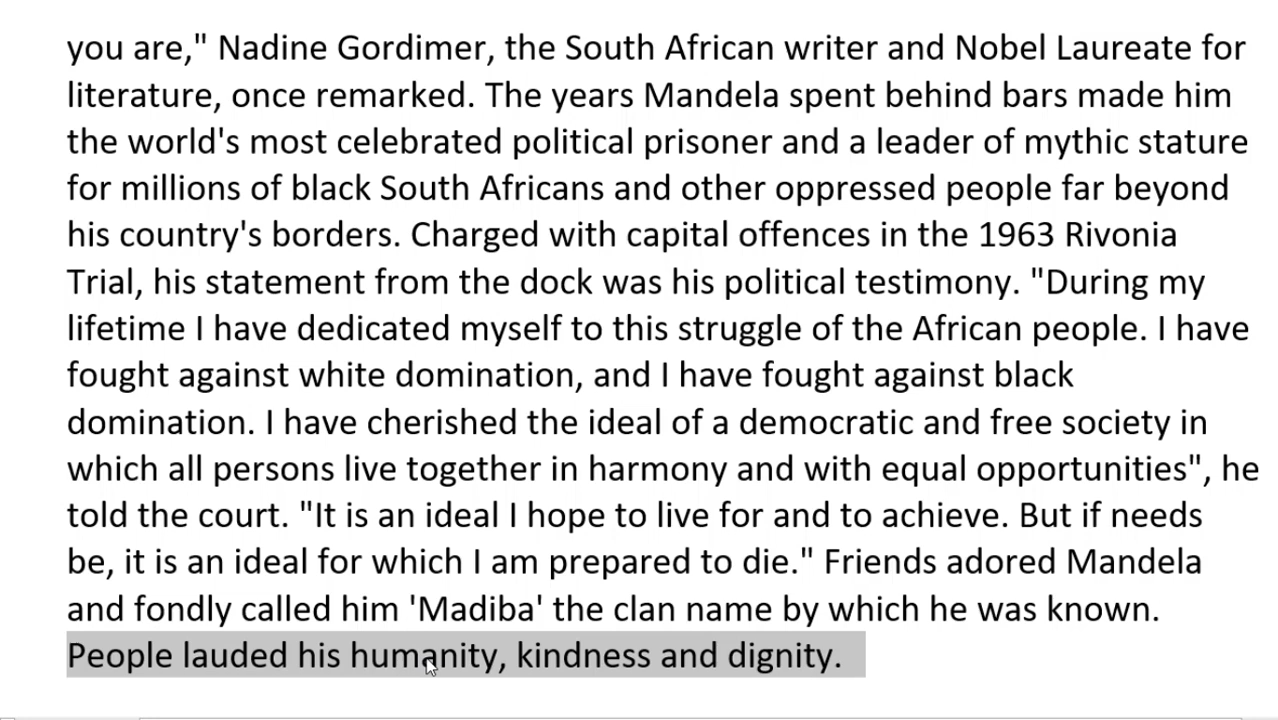 you are," Nadine Gordimer, the South African writer and Nobel Laureate for
literature, once remarked. The years Mandela spent behind bars made him
the world's most celebrated political prisoner and a leader of mythic stature
for millions of black South Africans and other oppressed people far beyond
his country's borders. Charged with capital offences in the 1963 Rivonia
Trial, his statement from the dock was his political testimony. "During my
lifetime I have dedicated myself to this struggle of the African people. I have
fought against white domination, and I have fought against black
domination. I have cherished the ideal of a democratic and free society in
which all persons live together in harmony and with equal opportunities", he
told the court. "It is an ideal I hope to live for and to achieve. But if needs
be, it is an ideal for which I am prepared to die." Friends adored Mandela
and fondly called him 'Madiba' the clan name by which he was known.
People lauded his humanity, kindness and dignity.